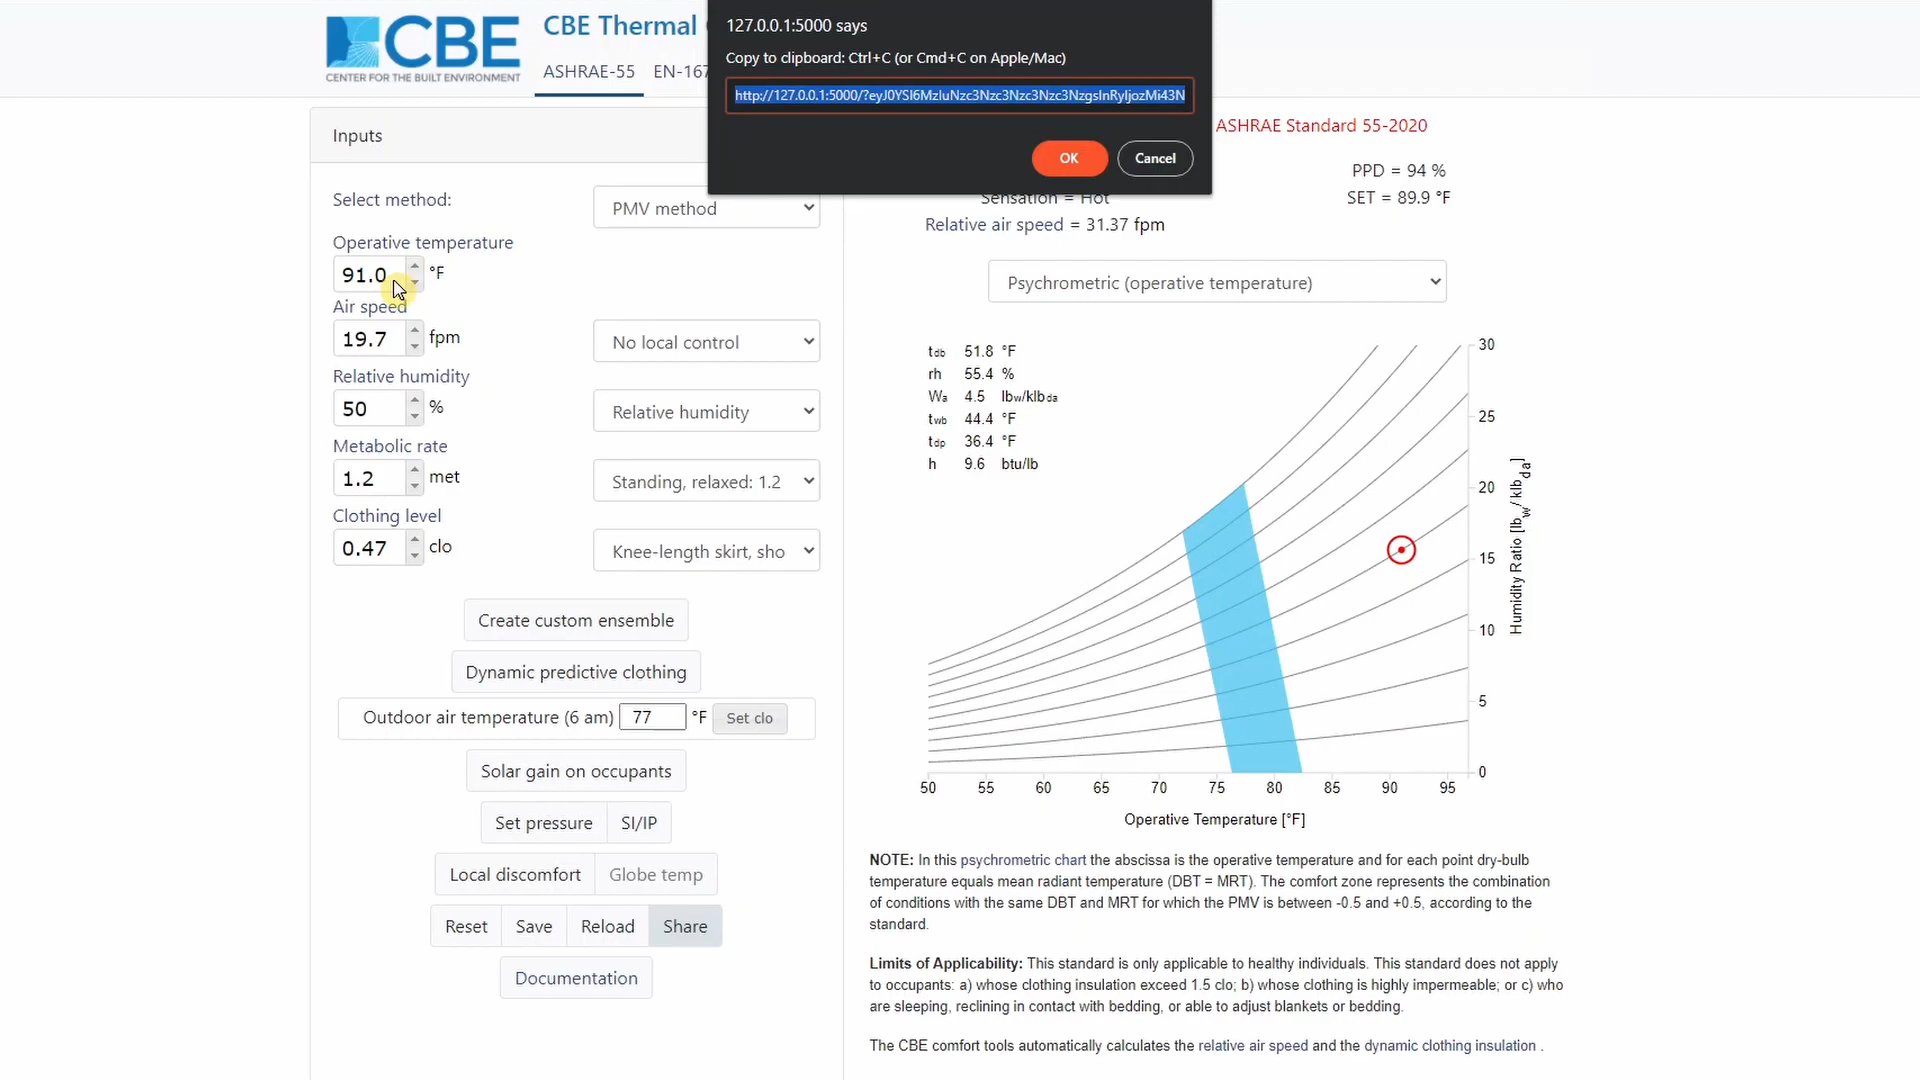 CBE
CENTER FOR THE BUILT ENVIRONMENT
CBE Thermal
ASHRAE-55 EN-167
127.0.0.1:5000 says
Copy to clipboard: Ctrl+C (or Cmd+C on Apple/Mac)
OK Cancel
Inputs
Select method:
PMV method
Operative temperature
91.0 °F
Air speed
19.7 fpm
No local control
Relative humidity
50 %
Relative humidity
Metabolic rate
1.2 met
Standing, relaxed: 1.2
Clothing level
0.47 clo
Knee-length skirt, sho
Create custom ensemble
Dynamic predictive clothing
Outdoor air temperature (6 am) 77 °F Set clo
Solar gain on occupants
Set pressure SI/IP
Local discomfort Globe temp
Reset Save Reload Share
Documentation
ASHRAE Standard 55-2020
PPD = 94 %
Sensation = Hot
SET = 89.9 °F
Relative air speed = 31.37 fpm
Psychrometric (operative temperature)
tdb 51.8 °F
rh 55.4 %
Wa 4.5 lbw/klbda
twb 44.4 °F
tdp 36.4 °F
h 9.6 btu/lb
30
25
20
15
10
5
0
Humidity Ratio [lbw / klbda]
50 55 60 65 70 75 80 85 90 95
Operative Temperature [°F]
NOTE: In this psychrometric chart the abscissa is the operative temperature and for each point dry-bulb
temperature equals mean radiant temperature (DBT = MRT). The comfort zone represents the combination
of conditions with the same DBT and MRT for which the PMV is between -0.5 and +0.5, according to the
standard.
Limits of Applicability: This standard is only applicable to healthy individuals. This standard does not apply
to occupants: a) whose clothing insulation exceed 1.5 clo; b) whose clothing is highly impermeable; or c) who
are sleeping, reclining in contact with bedding, or able to adjust blankets or bedding.
The CBE comfort tools automatically calculates the relative air speed and the dynamic clothing insulation .